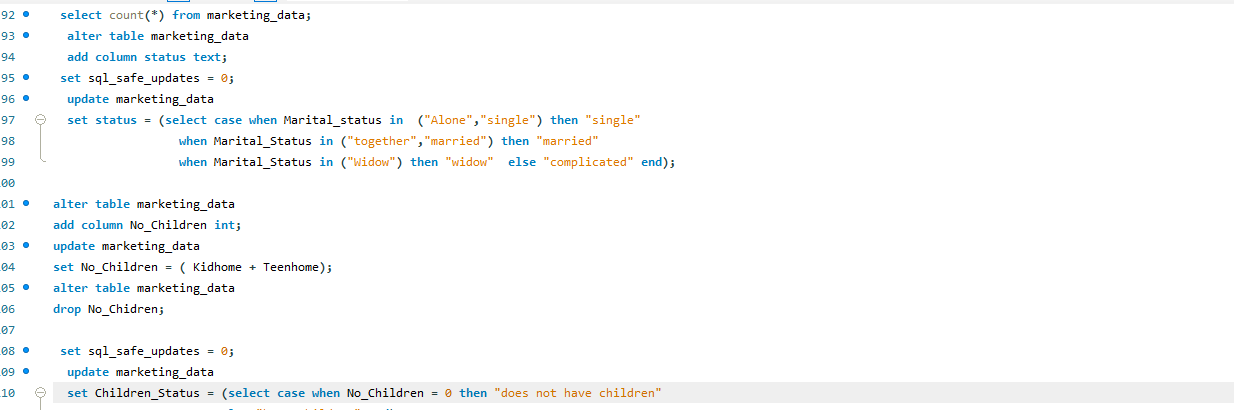 92 select count(*) from marketing_data;
93 alter table marketing_data
94 add column status text;
95 set sql_safe_updates = 0;
96 update marketing_data
97 set status = (select case when Marital_status in ("Alone","single") then "single"
98 when Marital_Status in ("together","married") then "married"
99 when Marital_Status in ("Widow") then "widow" else "complicated" end);
00
01 alter table marketing_data
02 add column No_Children int;
03 update marketing_data
04 set No_Children = ( Kidhome + Teenhome);
05 alter table marketing_data
06 drop No_Chidren;
07
08 set sql_safe_updates = 0;
09 update marketing_data
10 set Children_Status = (select case when No_Children = 0 then "does not have children"